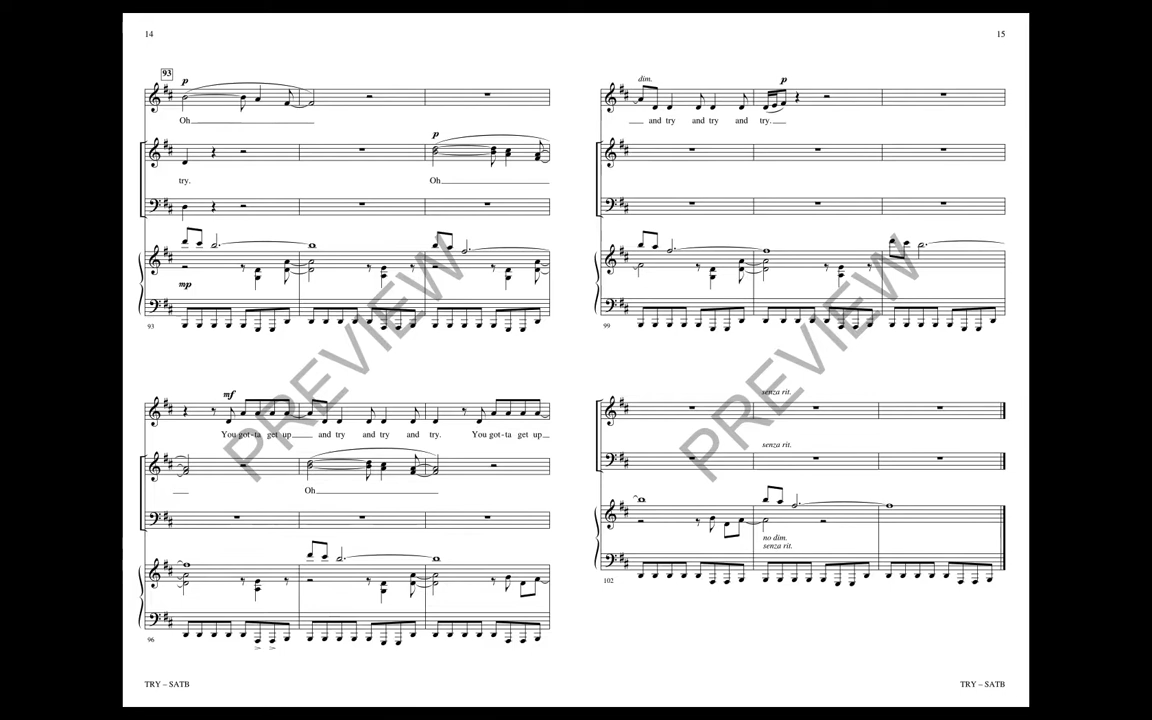 14
93
p
Oh
p
try.
Oh
mp
93
mf
You got-ta get up and try and try and try. You got-ta get up
Oh
96
TRY – SATB
15
dim.
p
and try and try and try.
99
senza rit.
senza rit.
no dim.
senza rit.
102
TRY – SATB
PREVIEW
PREVIEW